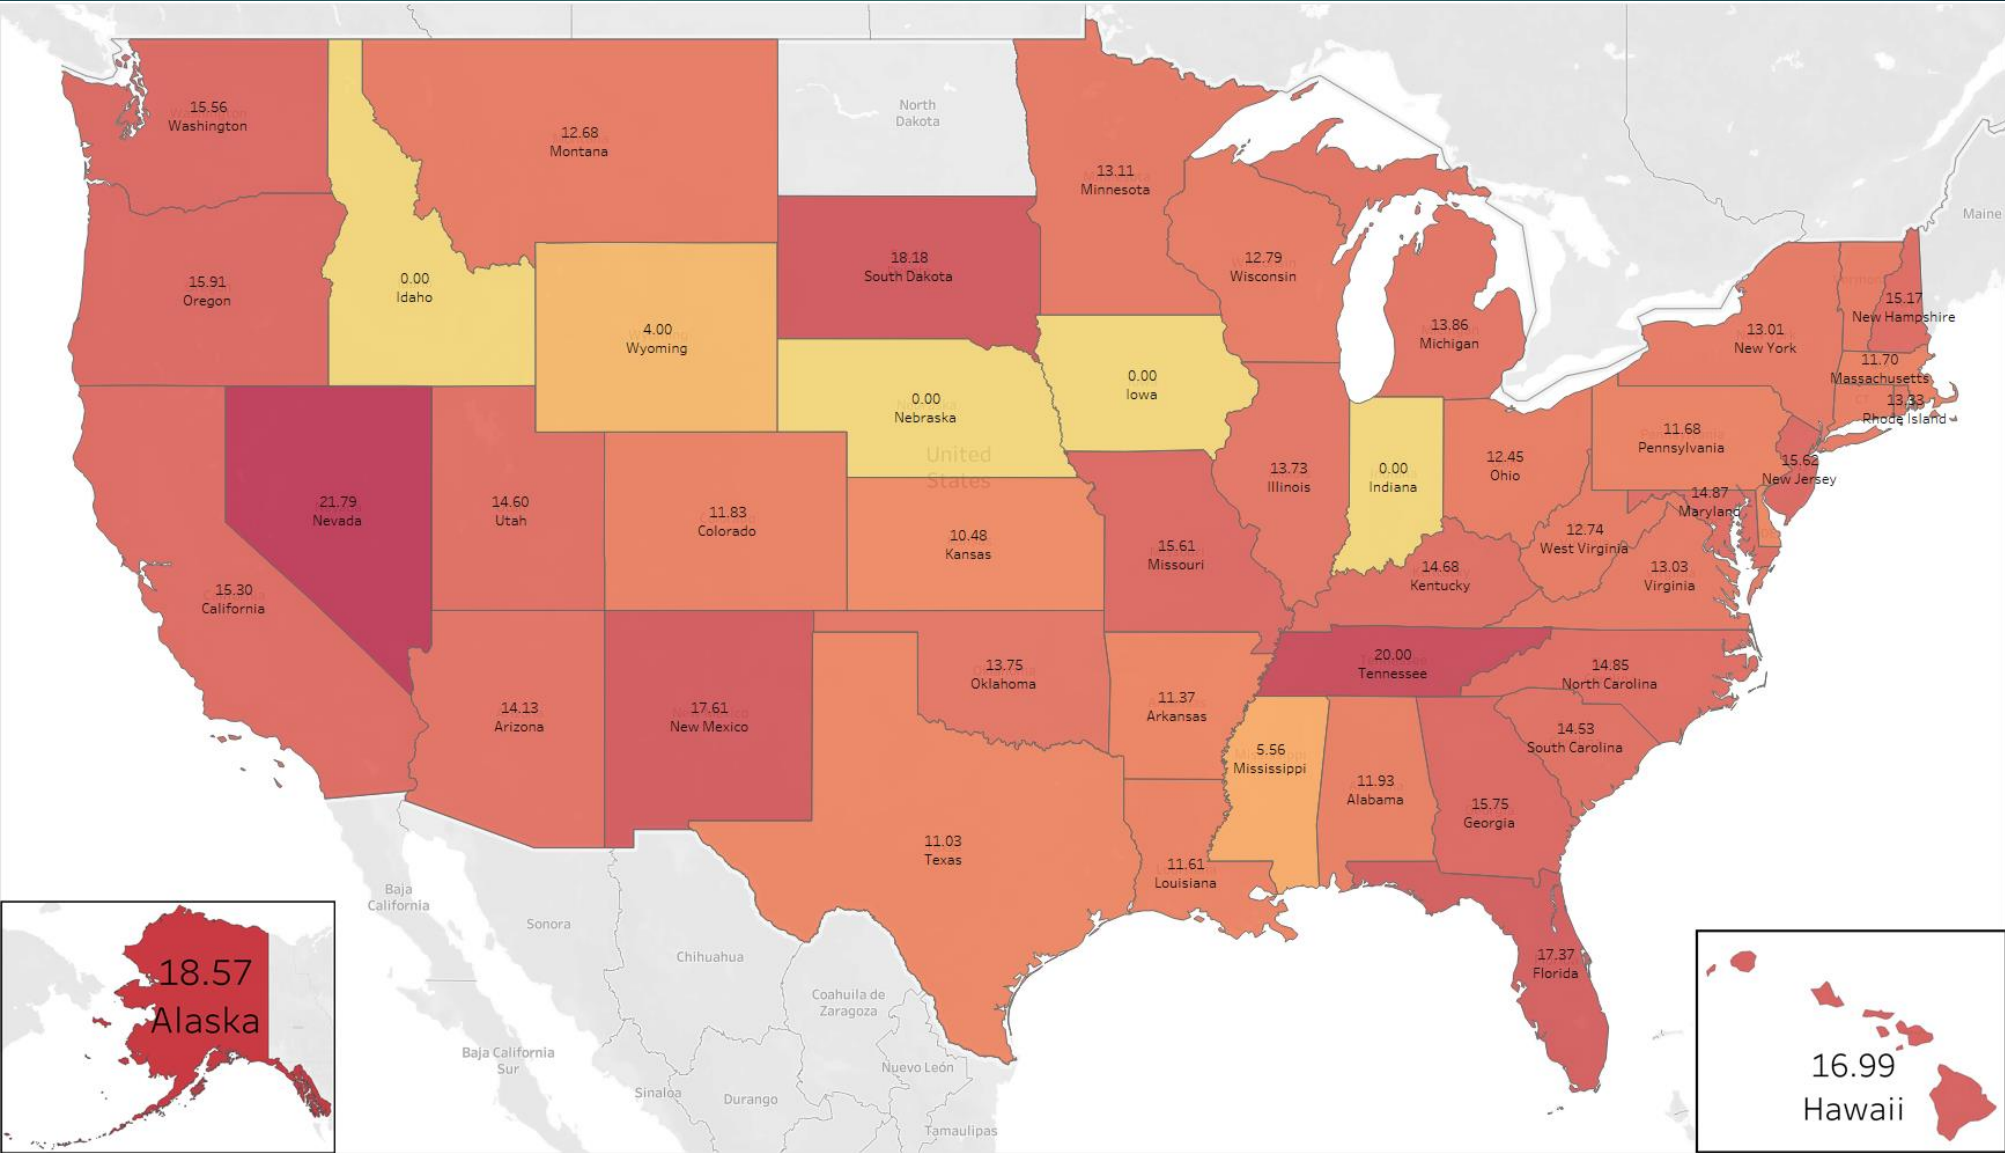 15.56
Washington
12.68
Montana
North
Dakota
13.11
Minnesota
Maine
15.91
Oregon
0.00
Idaho
18.18
South Dakota
12.79
Wisconsin
4.00
Wyoming
13.86
Michigan
13.01
New York
15.17
New Hampshire
11.70
Massachusetts
13.33
Rhode Island
0.00
Nebraska
0.00
Iowa
United
States
21.79
Nevada
14.60
Utah
11.83
Colorado
10.48
Kansas
15.61
Missouri
13.73
Illinois
0.00
Indiana
12.45
Ohio
11.68
Pennsylvania
15.62
New Jersey
14.87
Maryland
12.74
West Virginia
13.03
Virginia
14.68
Kentucky
15.30
California
14.13
Arizona
17.61
New Mexico
13.75
Oklahoma
11.37
Arkansas
20.00
Tennessee
14.85
North Carolina
14.53
South Carolina
5.56
Mississippi
11.93
Alabama
15.75
Georgia
11.03
Texas
11.61
Louisiana
17.37
Florida
Baja
California
Sonora
Chihuahua
Coahuila de
Zaragoza
Baja California
Sur
Nuevo León
Sinaloa
Durango
Tamaulipas
18.57
Alaska
16.99
Hawaii